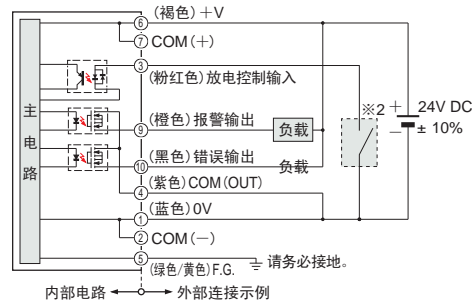 ⑥ (褐色)+V
⑦ COM(+)
③
(粉红色)放电控制输入
主电路
※2
+
−
24V DC
± 10%
⑨ (橙色)报警输出
负载
⑩ (黑色)错误输出
负载
④ (紫色)COM(OUT)
① (蓝色)0V
② COM(−)
⑤ (绿色/黄色)F.G.
请务必接地。
内部电路 外部连接示例